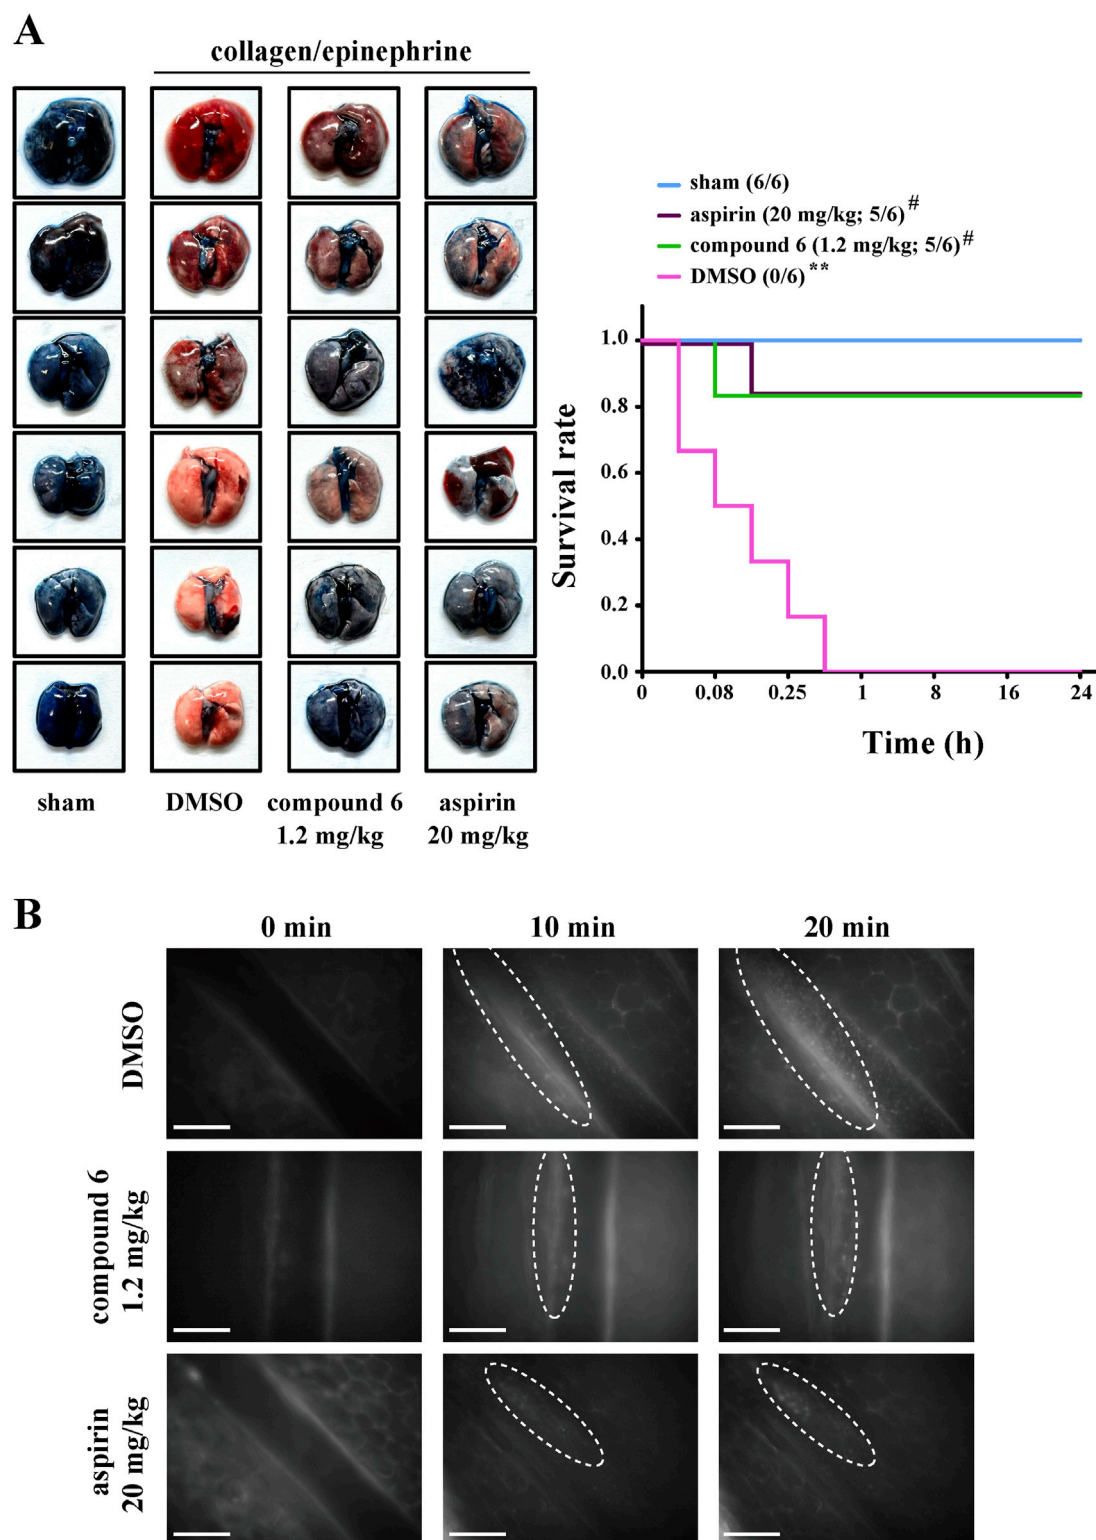 A
collagen/epinephrine
sham
DMSO
compound 6
1.2 mg/kg
aspirin
20 mg/kg
sham (6/6)
aspirin (20 mg/kg; 5/6)#
compound 6 (1.2 mg/kg; 5/6)#
DMSO (0/6)**
Survival rate
1.0
0.8
0.6
0.4
0.2
0.0
0 0.08 0.25 1 8 16 24
Time (h)
B
0 min 10 min 20 min
DMSO
compound 6
1.2 mg/kg
aspirin
20 mg/kg